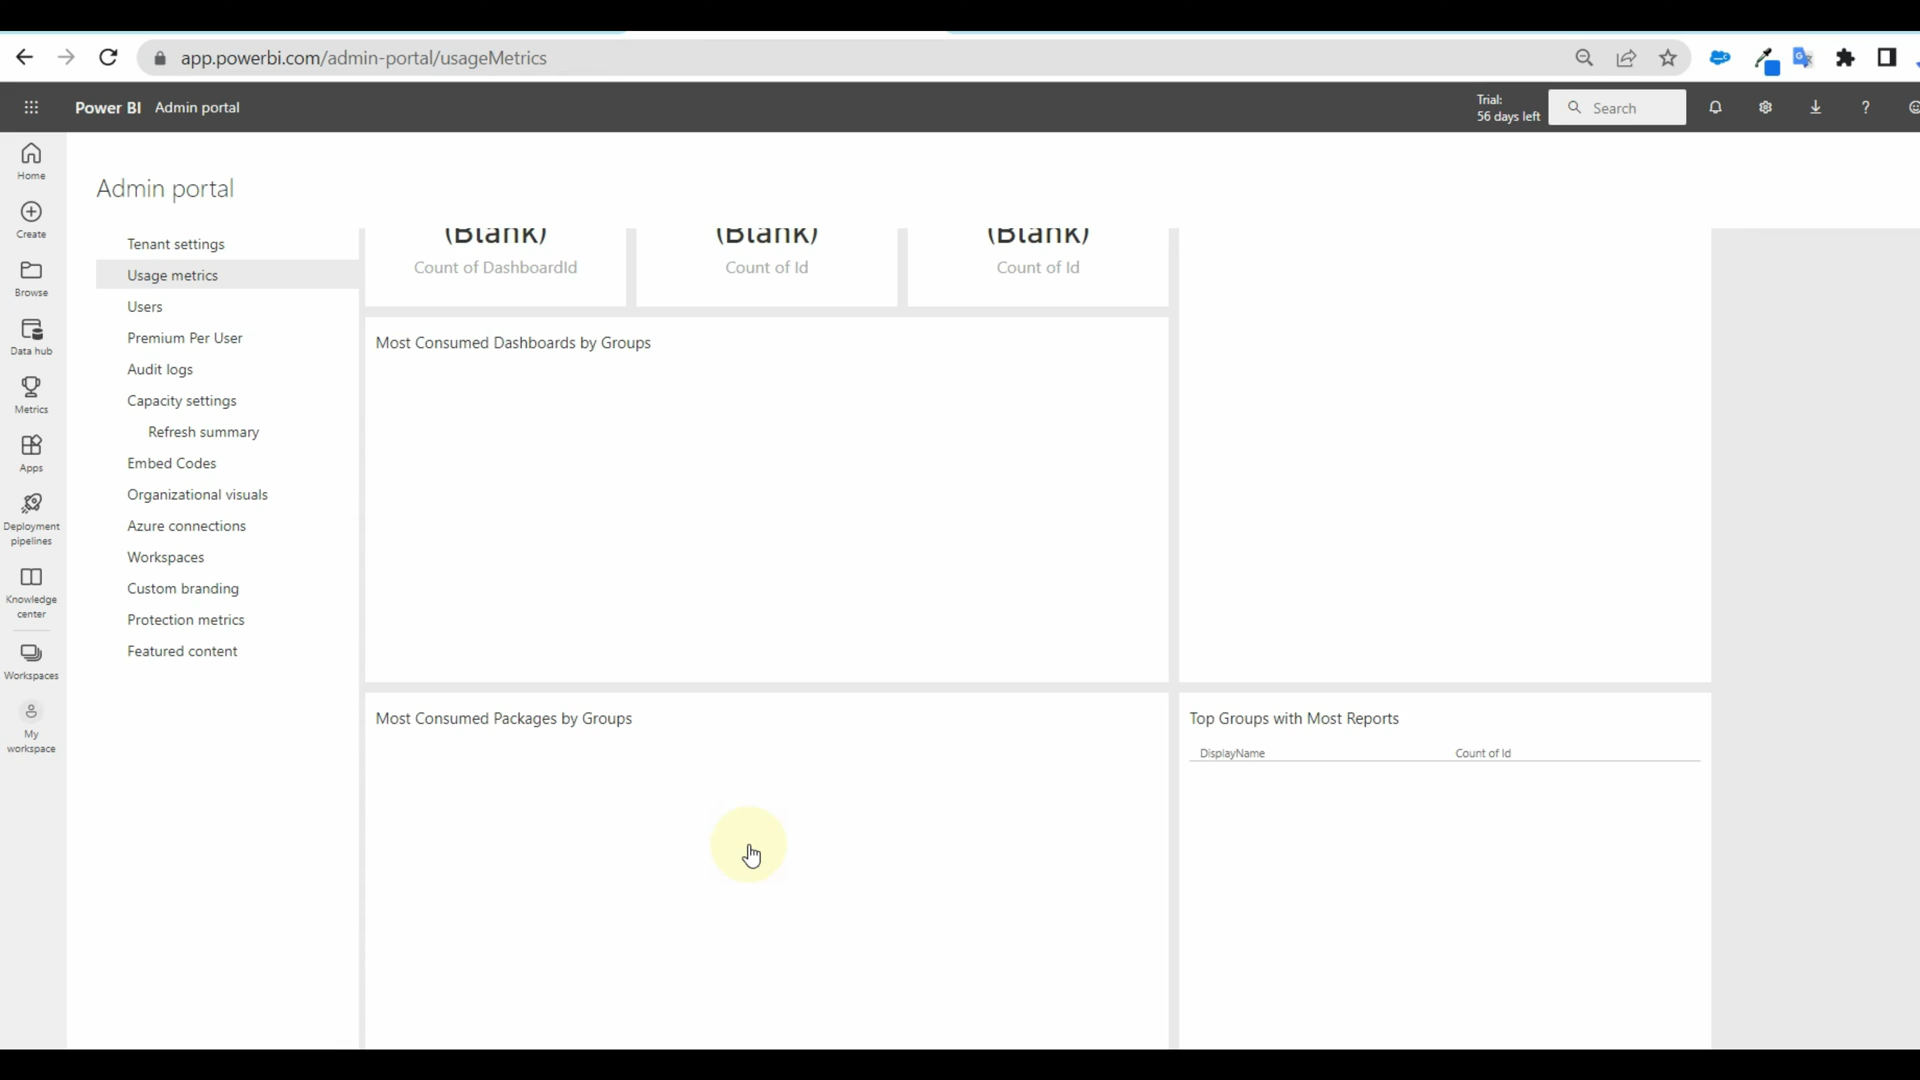 app.powerbi.com/admin-portal/usageMetrics
Power BI Admin portal
Trial:
56 days left
Search
Home
Create
Browse
Data hub
Metrics
Apps
Deployment
pipelines
Knowledge
center
Workspaces
My
workspace
Admin portal
Tenant settings
Usage metrics
Users
Premium Per User
Audit logs
Capacity settings
Refresh summary
Embed Codes
Organizational visuals
Azure connections
Workspaces
Custom branding
Protection metrics
Featured content
(Blank) (Blank) (Blank)
Count of DashboardId Count of Id Count of Id
Most Consumed Dashboards by Groups
Most Consumed Packages by Groups
Top Groups with Most Reports
DisplayName Count of Id